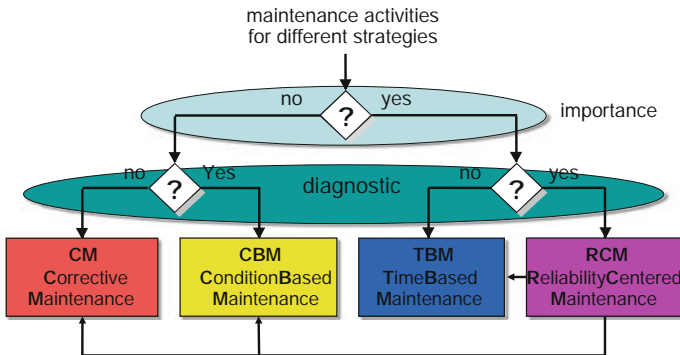 maintenance activities
for different strategies
no
?
yes
importance
no
?
Yes
diagnostic
no
?
yes
CM
Corrective
Maintenance
CBM
ConditionBased
Maintenance
TBM
TimeBased
Maintenance
RCM
ReliabilityCentered
Maintenance